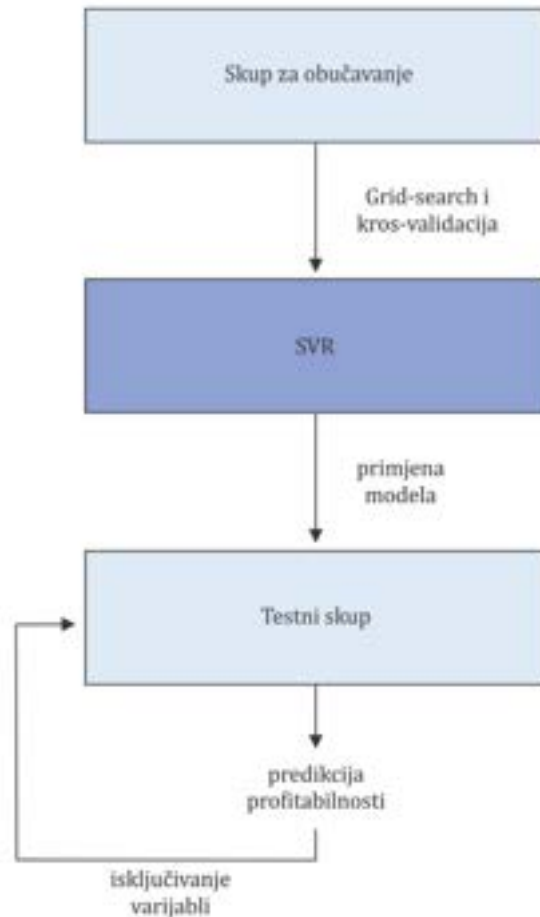 Skup za obučavanje
Grid-search i
kros-validacija
SVR
primjena
modela
Testni skup
predikcija
profitabilnosti
isključivanje
varijabli